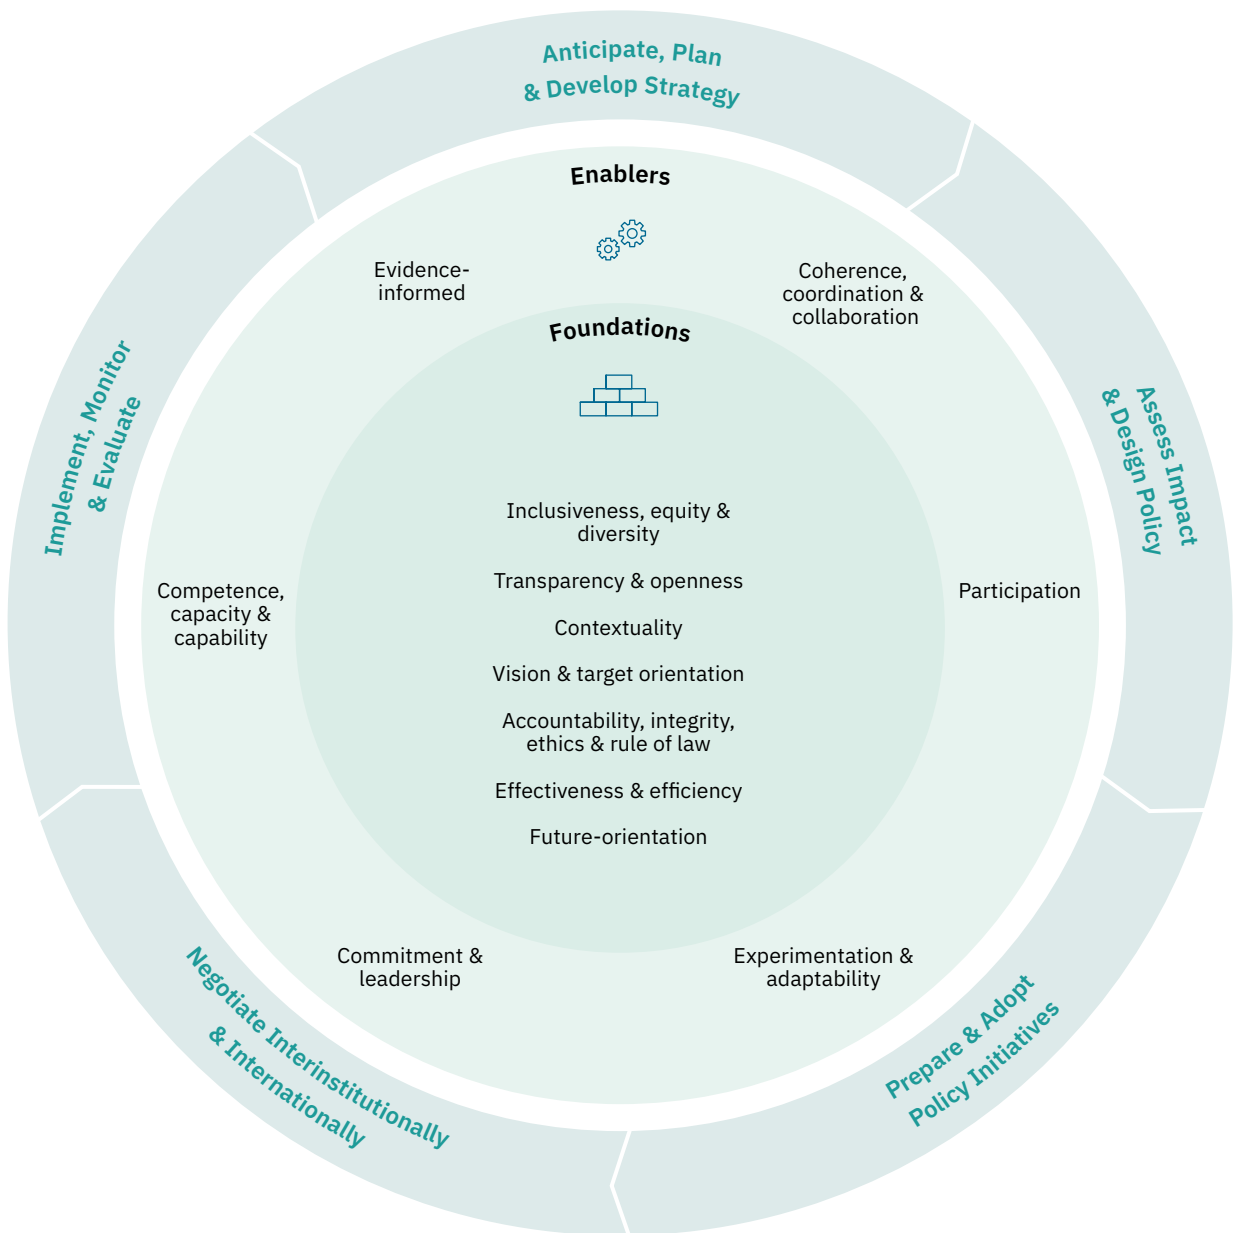 Anticipate, Plan
& Develop Strategy
Assess Impact
& Design Policy
Prepare & Adopt
Policy Initiatives
Negotiate Interinstitutionally
& Internationally
Implement, Monitor
& Evaluate
Enablers
Evidence-
informed
Coherence,
coordination &
collaboration
Participation
Experimentation &
adaptability
Commitment &
leadership
Competence,
capacity &
capability
Foundations
Inclusiveness, equity &
diversity
Transparency & openness
Contextuality
Vision & target orientation
Accountability, integrity,
ethics & rule of law
Effectiveness & efficiency
Future-orientation